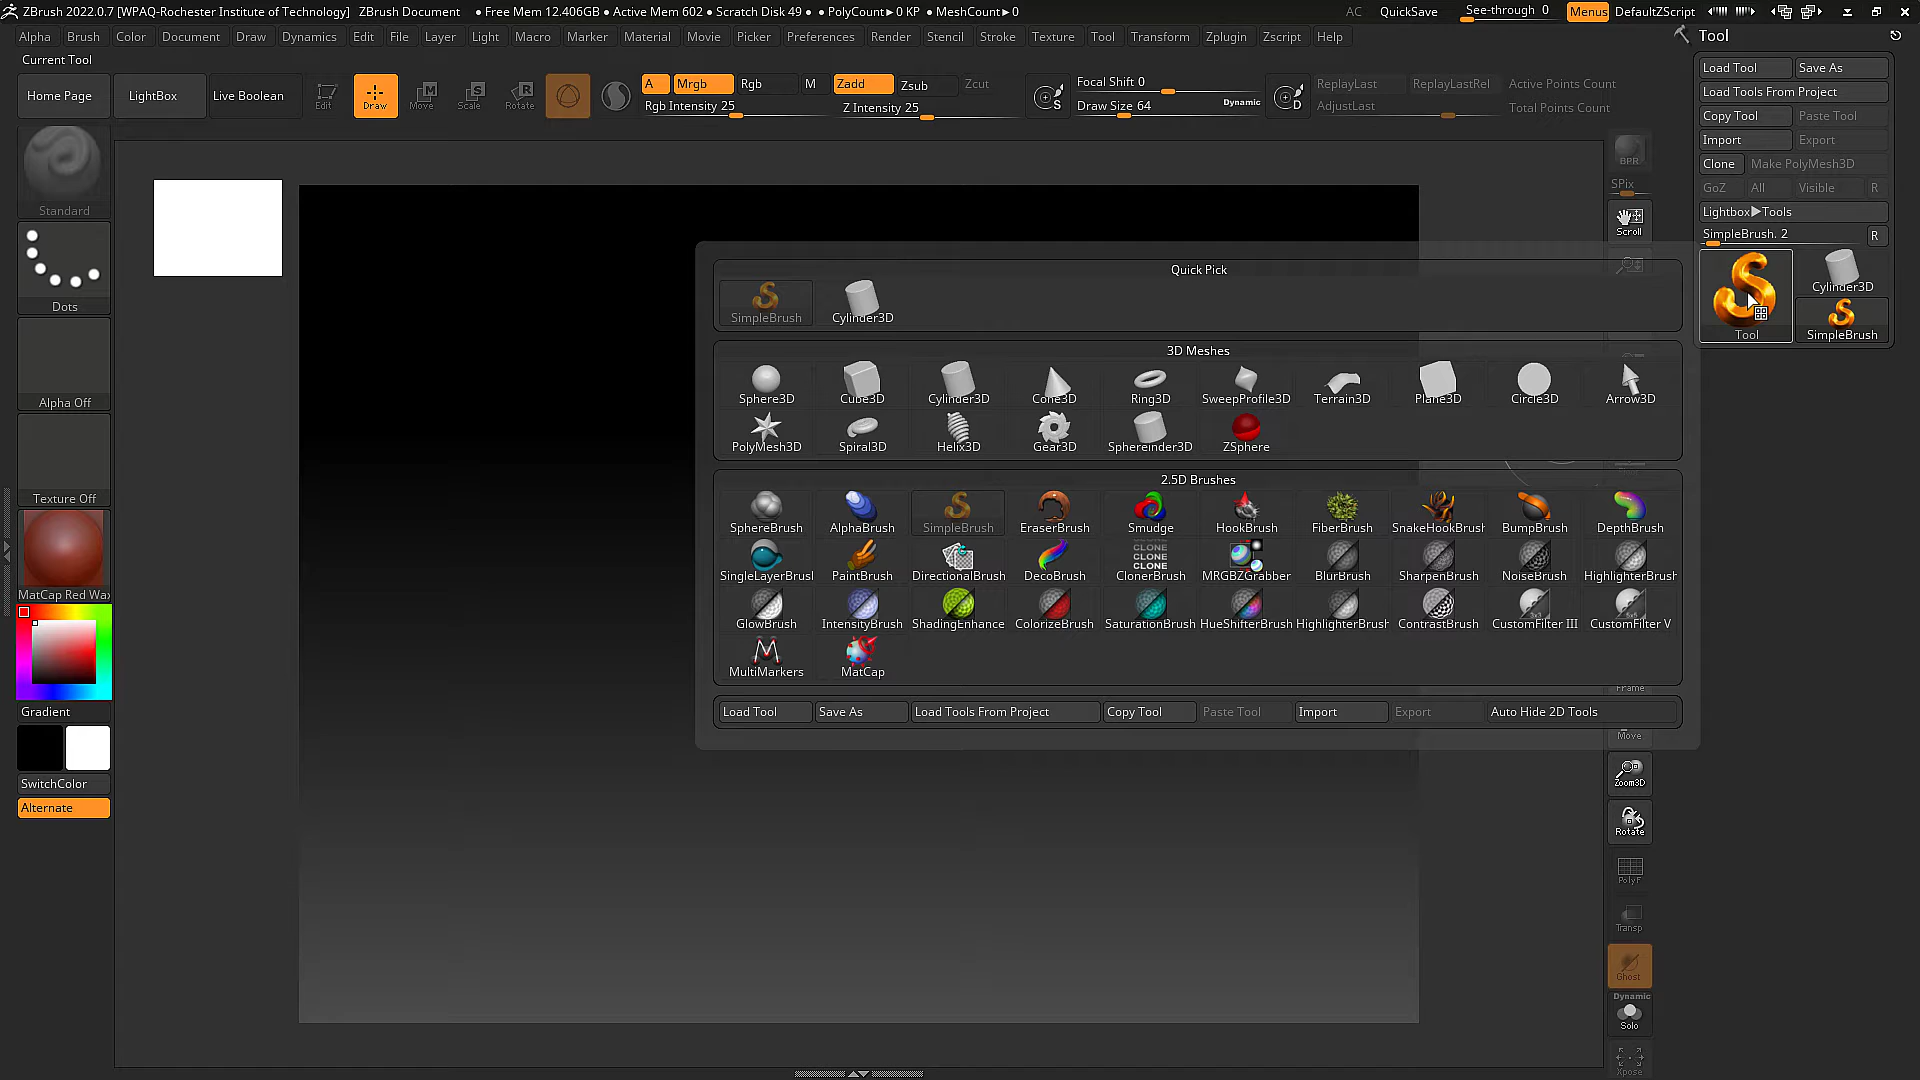 ZBrush 2022.0.7 [WPAQ-Rochester Institute of Technology] ZBrush Document • Free Mem 12.406GB • Active Mem 602 • Scratch Disk 49 • PolyCount► 0 KP • MeshCount► 0 AC QuickSave See-through 0 Menus DefaultZScript
Alpha Brush Color Document Draw Dynamics Edit File Layer Light Macro Marker Material Movie Picker Preferences Render Stencil Stroke Texture Tool Transform Zplugin Zscript Help
Tool
Current Tool
Home Page LightBox Live Boolean Edit Draw Move Scale Rotate
A Mrgb Rgb M Zadd Zsub Zcut
Rgb Intensity 25 Z Intensity 25
Focal Shift 0
Draw Size 64 Dynamic
S D
ReplayLast ReplayLastRel Active Points Count
AdjustLast Total Points Count
Load Tool Save As
Load Tools From Project
Copy Tool Paste Tool
Import Export
Clone Make PolyMesh3D
GoZ All Visible R
Lightbox►Tools
SimpleBrush. 2 R
Cylinder3D
Tool SimpleBrush
Standard
Dots
Alpha Off
Texture Off
MatCap Red Wax
Gradient
SwitchColor
Alternate
BPR
SPix
Scroll
Quick Pick
SimpleBrush Cylinder3D
3D Meshes
Sphere3D Cube3D Cylinder3D Cone3D Ring3D SweepProfile3D Terrain3D Plane3D Circle3D Arrow3D
PolyMesh3D Spiral3D Helix3D Gear3D Sphereinder3D ZSphere
2.5D Brushes
SphereBrush AlphaBrush SimpleBrush EraserBrush Smudge HookBrush FiberBrush SnakeHookBrush BumpBrush DepthBrush
CLONE
CLONE
CLONE
SingleLayerBrusl PaintBrush DirectionalBrush DecoBrush ClonerBrush MRGBZGrabber BlurBrush SharpenBrush NoiseBrush HighlighterBrush
GlowBrush IntensityBrush ShadingEnhance ColorizeBrush SaturationBrush HueShifterBrush HighlighterBrush ContrastBrush CustomFilter III CustomFilter V
MultiMarkers MatCap
Load Tool Save As Load Tools From Project Copy Tool Paste Tool Import Export Auto Hide 2D Tools
Frame
Move
Zoom3D
Rotate
PolyF
Transp
Ghost
Dynamic
Solo
Xpose